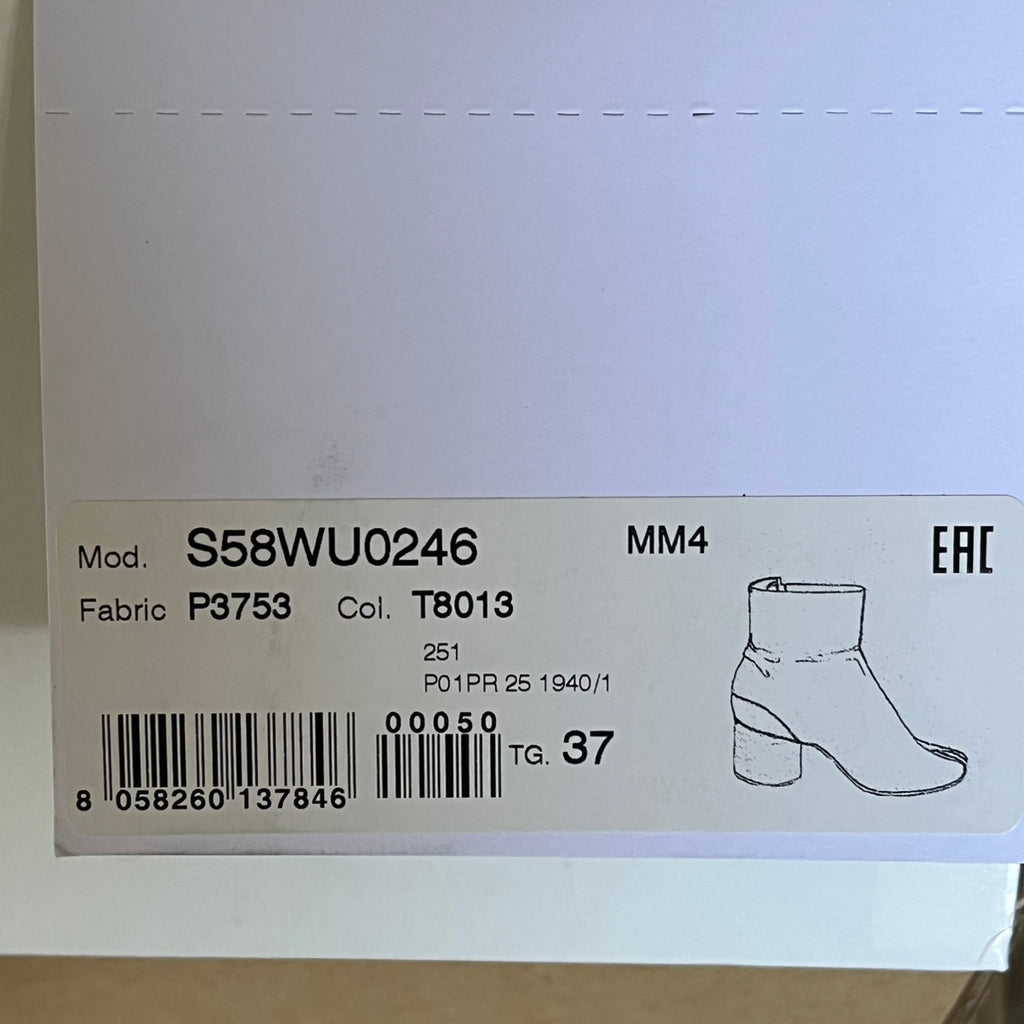 Mod. S58WU0246 MM4 EAC
Fabric P3753 Col. T8013
251
P01PR 25 1940/1
00050
TG. 37
8 058260 137846